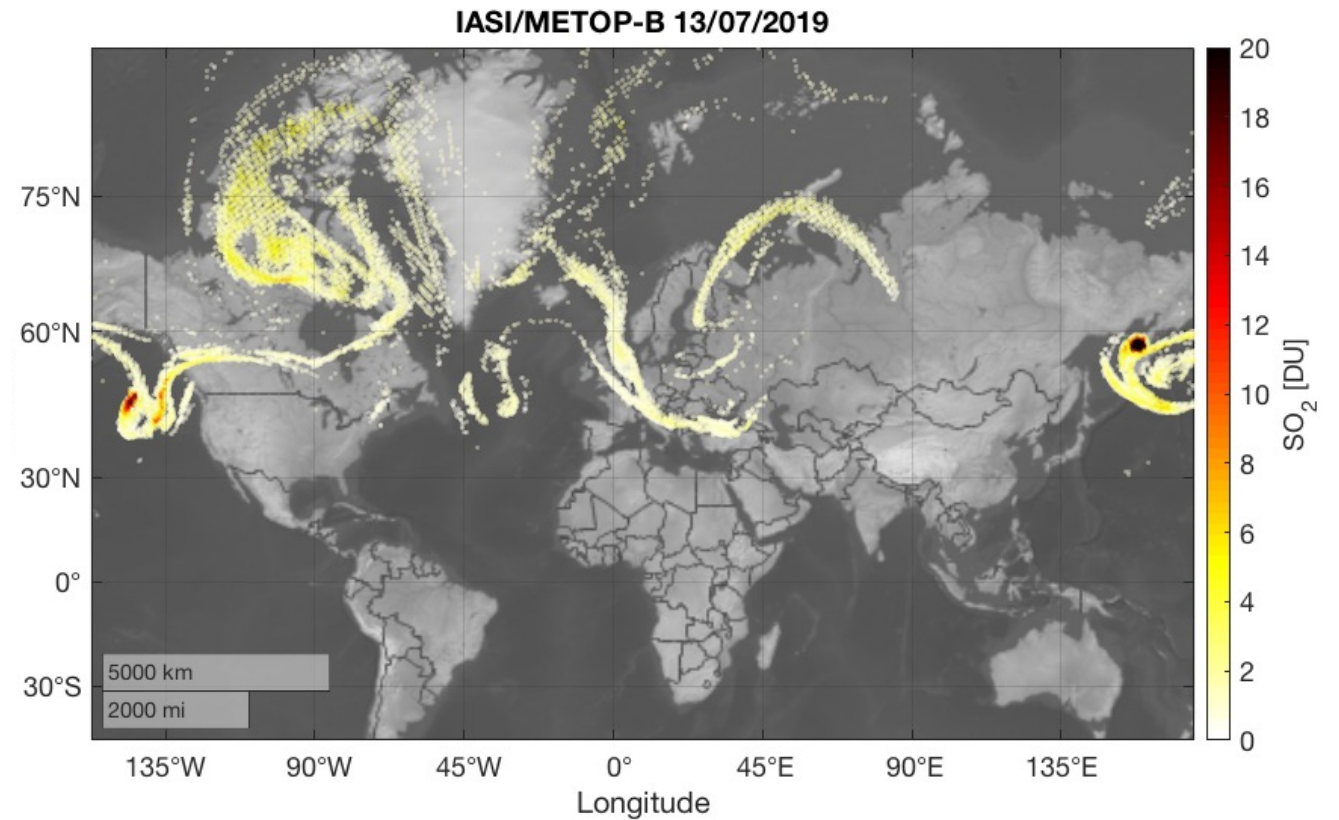 IASI/METOP-B 13/07/2019
75°N
60°N
30°N
0°
30°S
5000 km
2000 mi
135°W
90°W
45°W
0°
45°E
90°E
135°E
Longitude
20
18
16
14
12
10
8
6
4
2
0
SO₂ [DU]